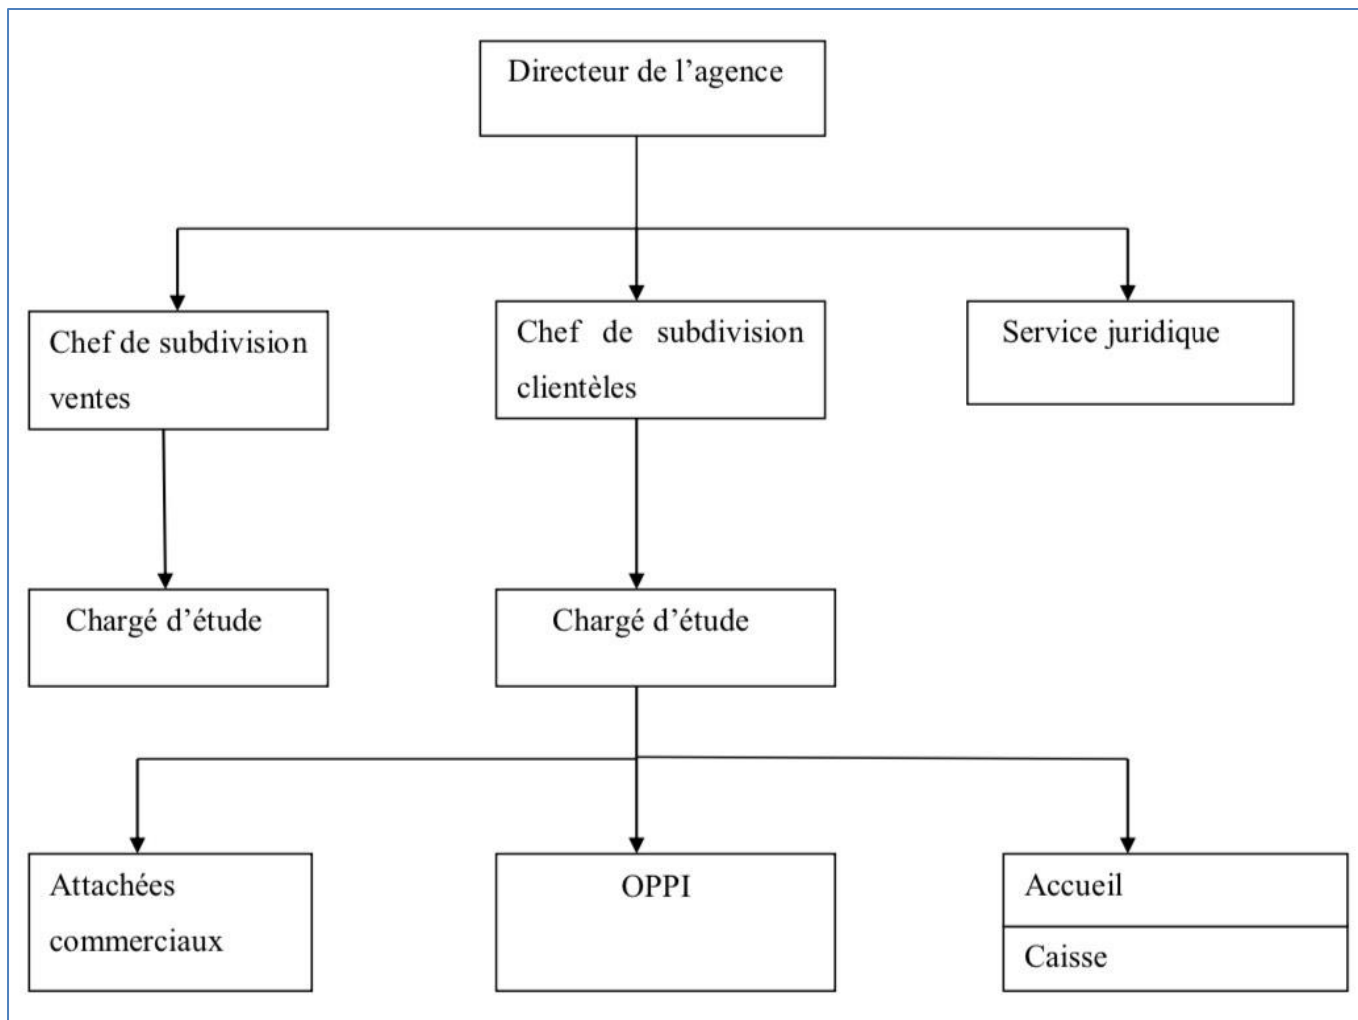 Directeur de l’agence
Chef de subdivision
ventes
Chef de subdivision
clientèles
Service juridique
Chargé d’étude
Chargé d’étude
Attachées
commerciaux
OPPI
Accueil
Caisse